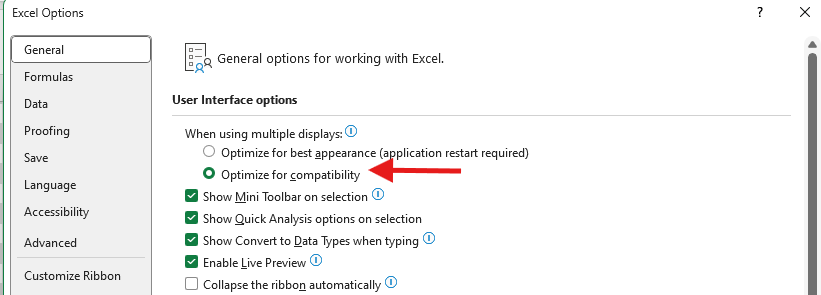 Excel Options
?
General
Formulas
Data
Proofing
Save
Language
Accessibility
Advanced
Customize Ribbon
General options for working with Excel.
User Interface options
When using multiple displays:
Optimize for best appearance (application restart required)
Optimize for compatibility
Show Mini Toolbar on selection
Show Quick Analysis options on selection
Show Convert to Data Types when typing
Enable Live Preview
Collapse the ribbon automatically